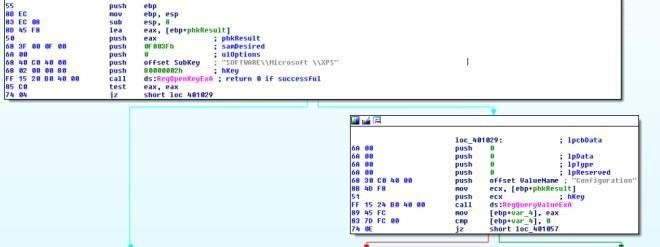 55 push ebp
8B EC mov ebp, esp
83 EC 08 sub esp, 8
8D 45 F8 lea eax, [ebp+phkResult]
50 push eax ; phkResult
68 3F 00 0F 00 push 0F003Fh ; samDesired
6A 00 push 0 ; ulOptions
68 40 C0 40 00 push offset SubKey ; "SOFTWARE\\Microsoft \\XPS"
68 02 00 00 80 push 80000002h ; hKey
FF 15 20 B0 40 00 call ds:RegOpenKeyExA ; return 0 if successful
85 C0 test eax, eax
74 04 jz short loc_401029
loc_401029: ; lpcbData
6A 00 push 0
6A 00 push 0 ; lpData
6A 00 push 0 ; lpType
6A 00 push 0 ; lpReserved
68 30 C0 40 00 push offset ValueName ; "Configuration"
8B 4D F8 mov ecx, [ebp+phkResult]
51 push ecx ; hKey
FF 15 24 B0 40 00 call ds:RegQueryValueExA
89 45 FC mov [ebp+var_4], eax
83 7D FC 00 cmp [ebp+var_4], 0
74 0E jz short loc_401057